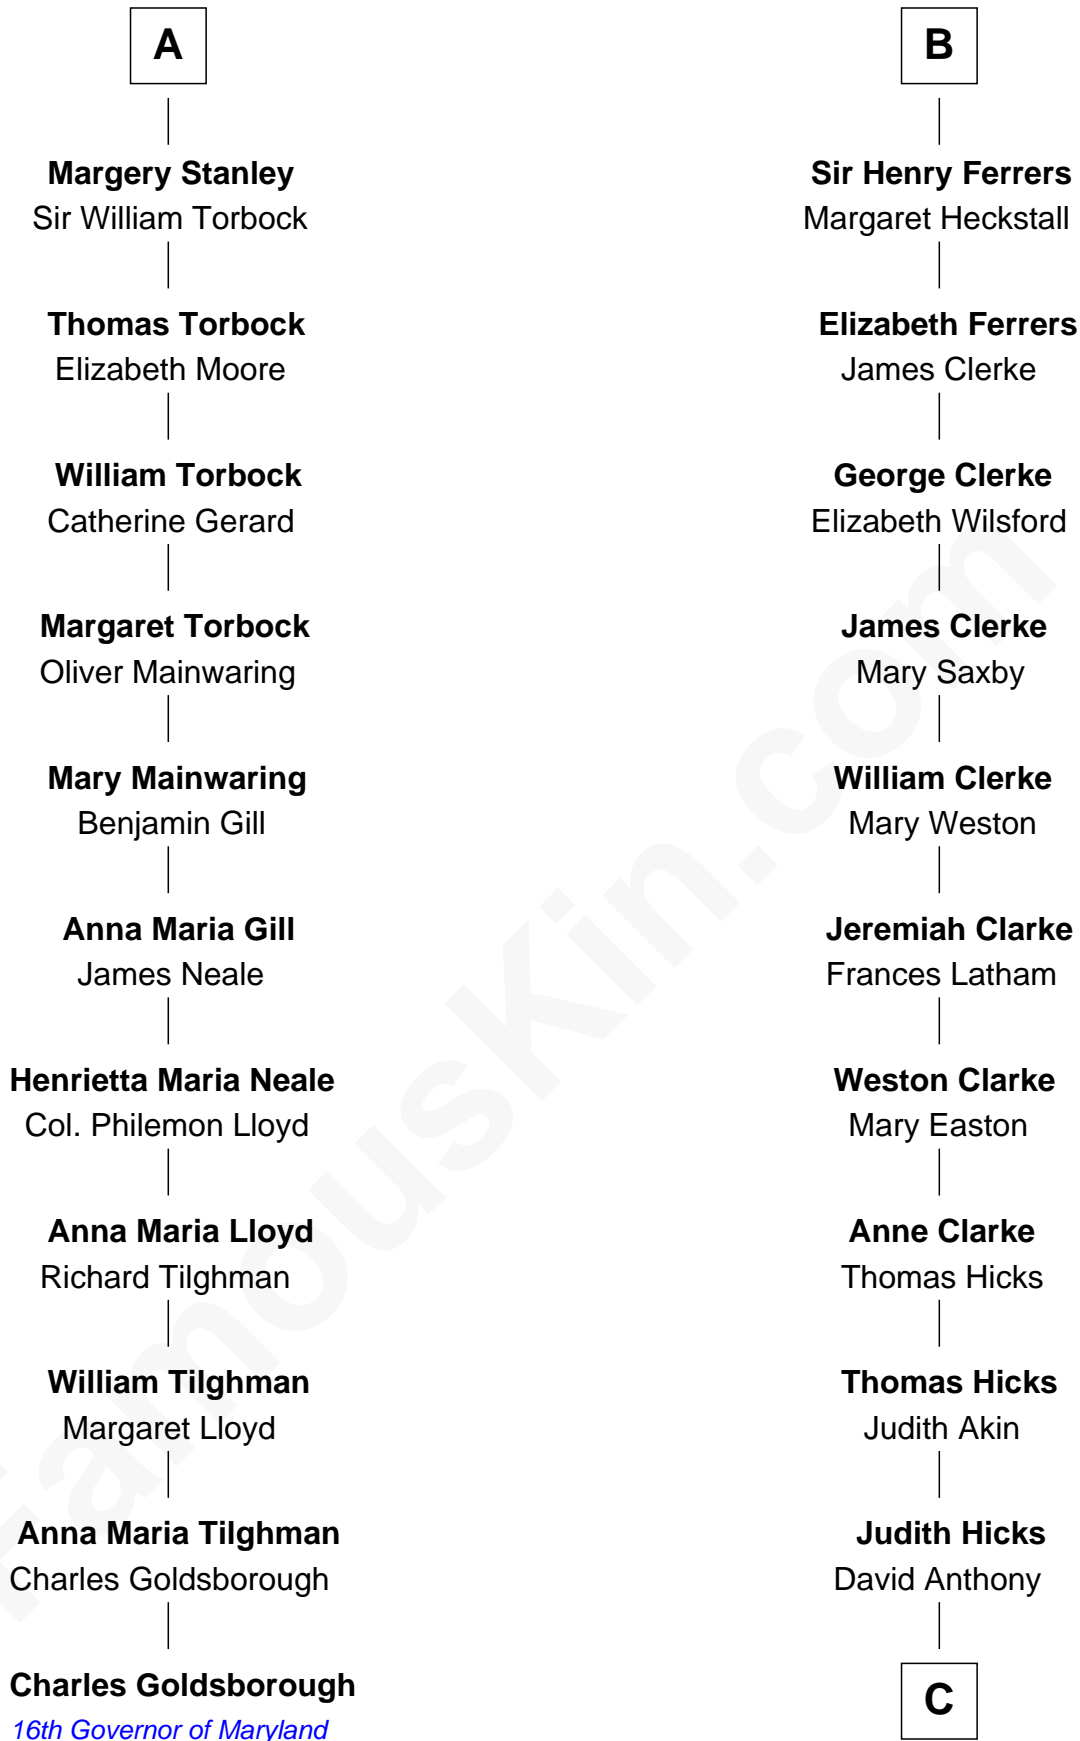 A
Margery Stanley
Sir William Torbock
Thomas Torbock
Elizabeth Moore
William Torbock
Catherine Gerard
Margaret Torbock
Oliver Mainwaring
Mary Mainwaring
Benjamin Gill
Anna Maria Gill
James Neale
Henrietta Maria Neale
Col. Philemon Lloyd
Anna Maria Lloyd
Richard Tilghman
William Tilghman
Margaret Lloyd
Anna Maria Tilghman
Charles Goldsborough
Charles Goldsborough
16th Governor of Maryland
B
Sir Henry Ferrers
Margaret Heckstall
Elizabeth Ferrers
James Clerke
George Clerke
Elizabeth Wilsford
James Clerke
Mary Saxby
William Clerke
Mary Weston
Jeremiah Clarke
Frances Latham
Weston Clarke
Mary Easton
Anne Clarke
Thomas Hicks
Thomas Hicks
Judith Akin
Judith Hicks
David Anthony
C
FamousKin.com